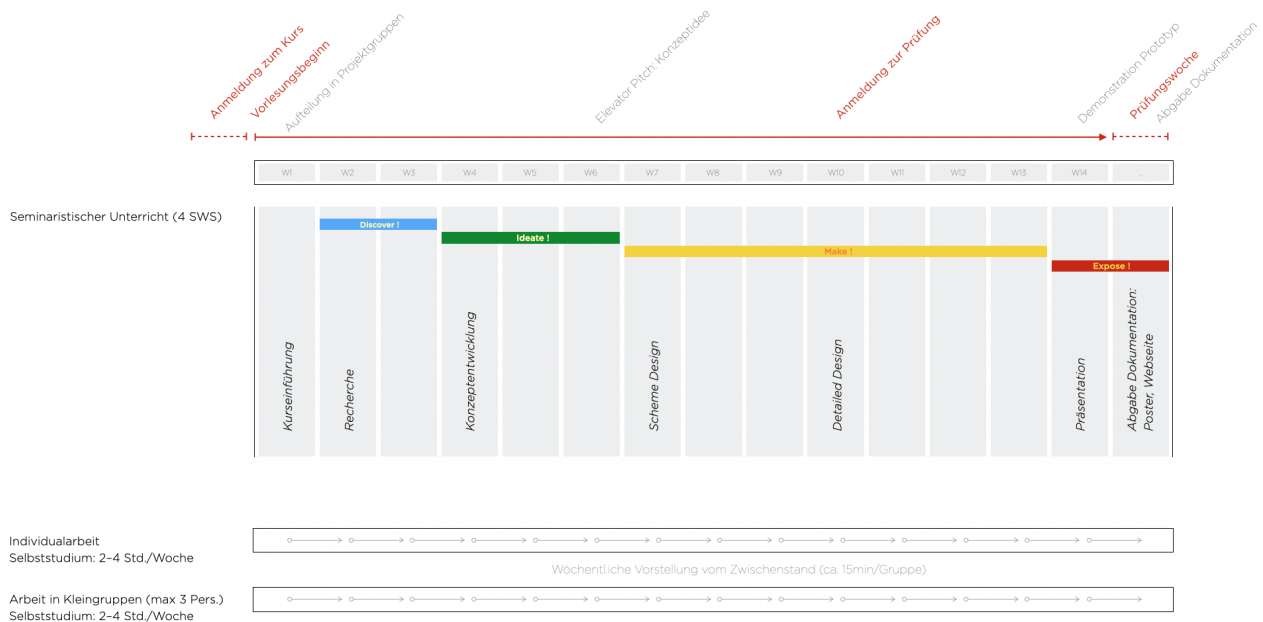 Anmeldung zum Kurs
Vorlesungsbeginn
Aufteilung in Projektgruppen
Elevator Pitch: Konzeptidee
Anmeldung zur Prüfung
Demonstration Prototyp
Prüfungswoche
Abgabe Dokumentation
W1 W2 W3 W4 W5 W6 W7 W8 W9 W10 W11 W12 W13 W14 ..
Seminaristischer Unterricht (4 SWS)
Discover !
Ideate !
Make !
Expose !
Kurseinführung
Recherche
Konzeptentwicklung
Scheme Design
Detailed Design
Präsentation
Abgabe Dokumentation:
Poster, Webseite
Individualarbeit
Selbststudium: 2–4 Std./Woche
Wöchentliche Vorstellung vom Zwischenstand (ca. 15min/Gruppe)
Arbeit in Kleingruppen (max 3 Pers.)
Selbststudium: 2–4 Std./Woche